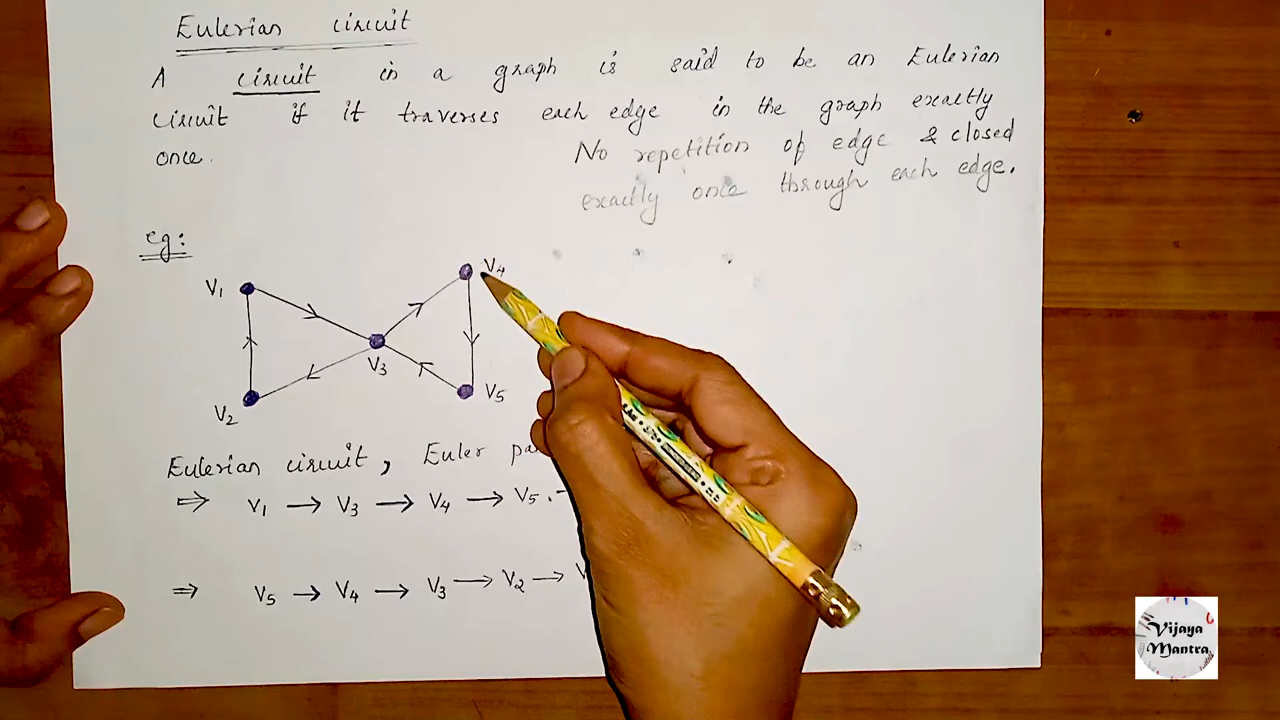 Eulerian circuit
A circuit in a graph is said to be an Eulerian
circuit if it traverses each edge in the graph exactly
once.
No repetition of edge & closed
exactly once through each edge.
eg:
V1
V4
V3
V2
V5
Eulerian circuit, Euler
⇒ V1 → V3 → V4 → V5
⇒ V5 → V4 → V3 → V2 →
Vijaya
Mantra